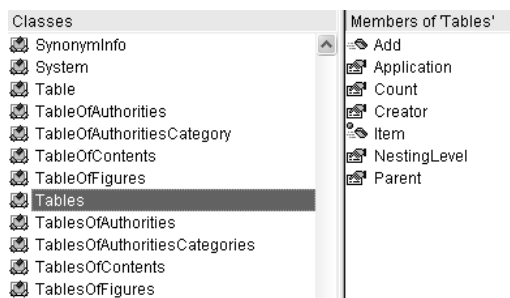 Classes
SynonymInfo
System
Table
TableOfAuthorities
TableOfAuthoritiesCategory
TableOfContents
TableOfFigures
Tables
TablesOfAuthorities
TablesOfAuthoritiesCategories
TablesOfContents
TablesOfFigures
Members of 'Tables'
Add
Application
Count
Creator
Item
NestingLevel
Parent